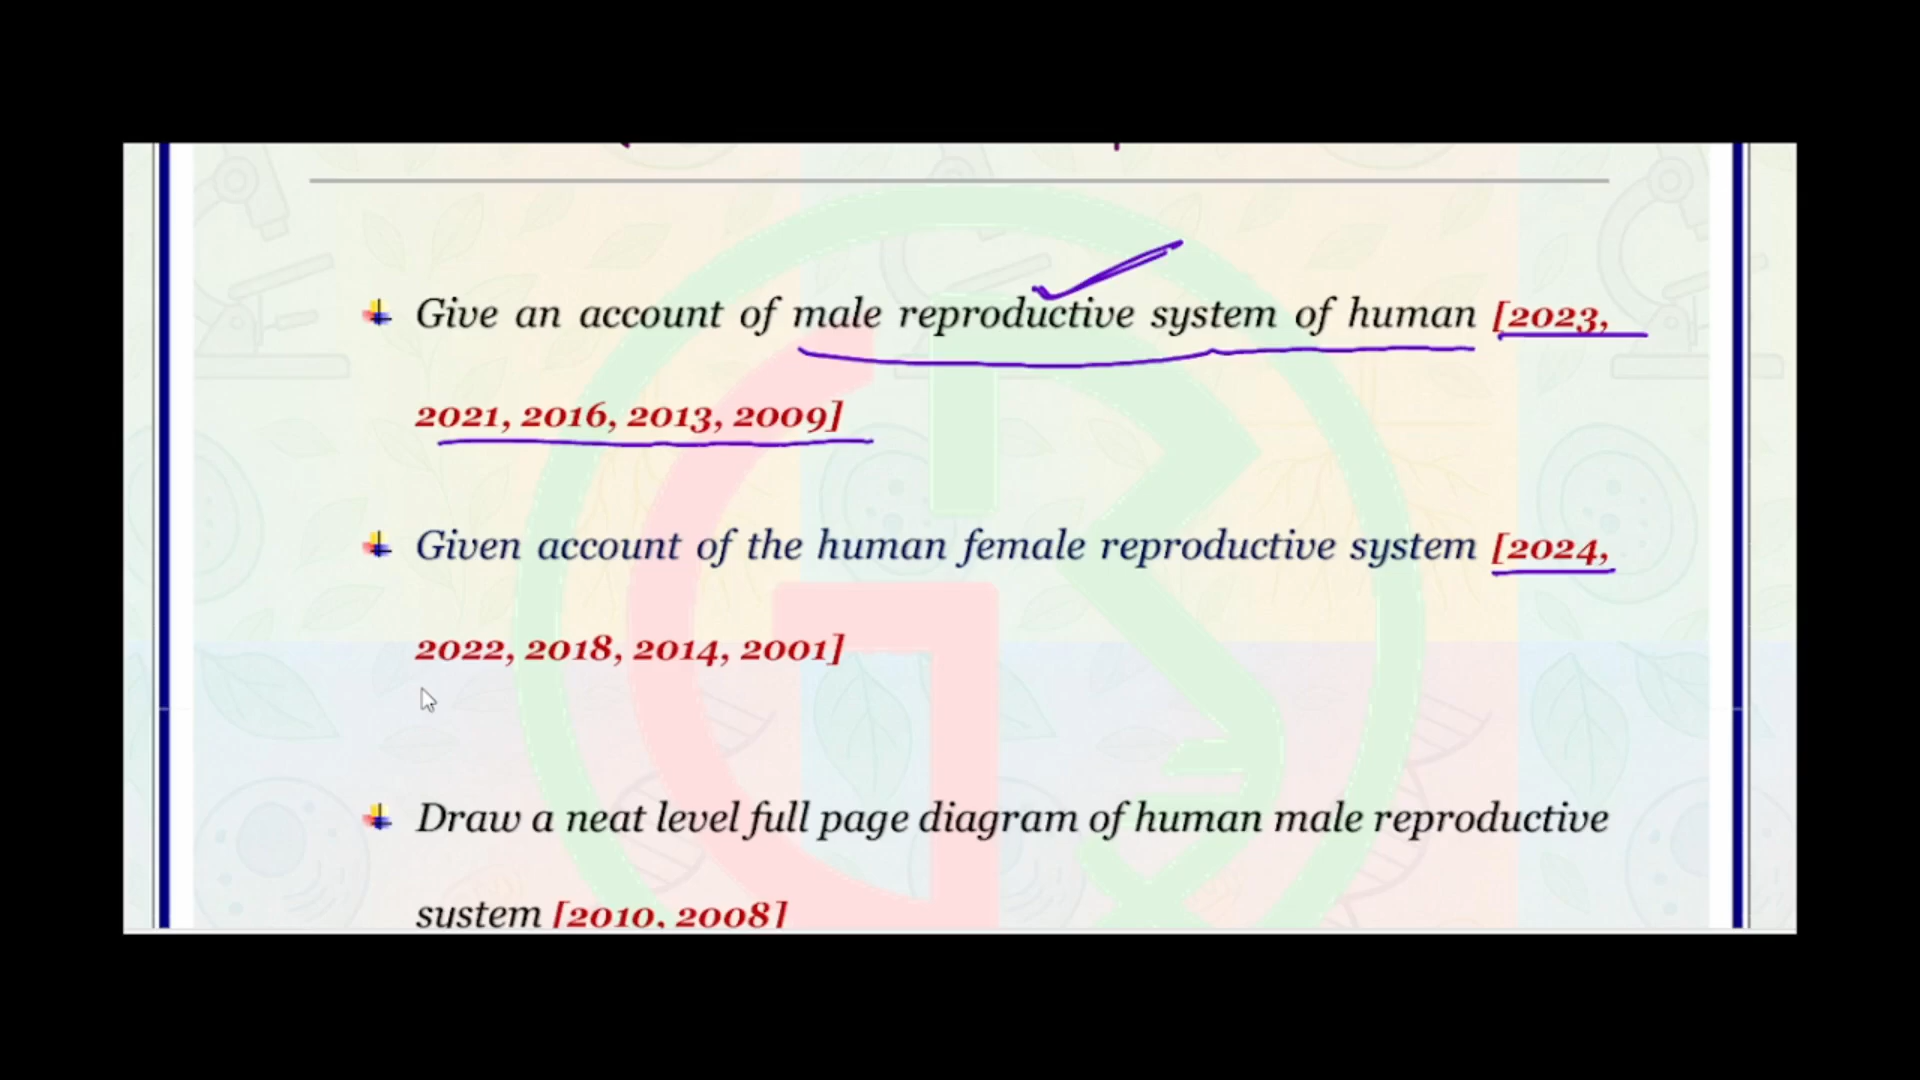 Give an account of male reproductive system of human [2023,
2021, 2016, 2013, 2009]
Given account of the human female reproductive system [2024,
2022, 2018, 2014, 2001]
Draw a neat level full page diagram of human male reproductive
system [2010, 2008]